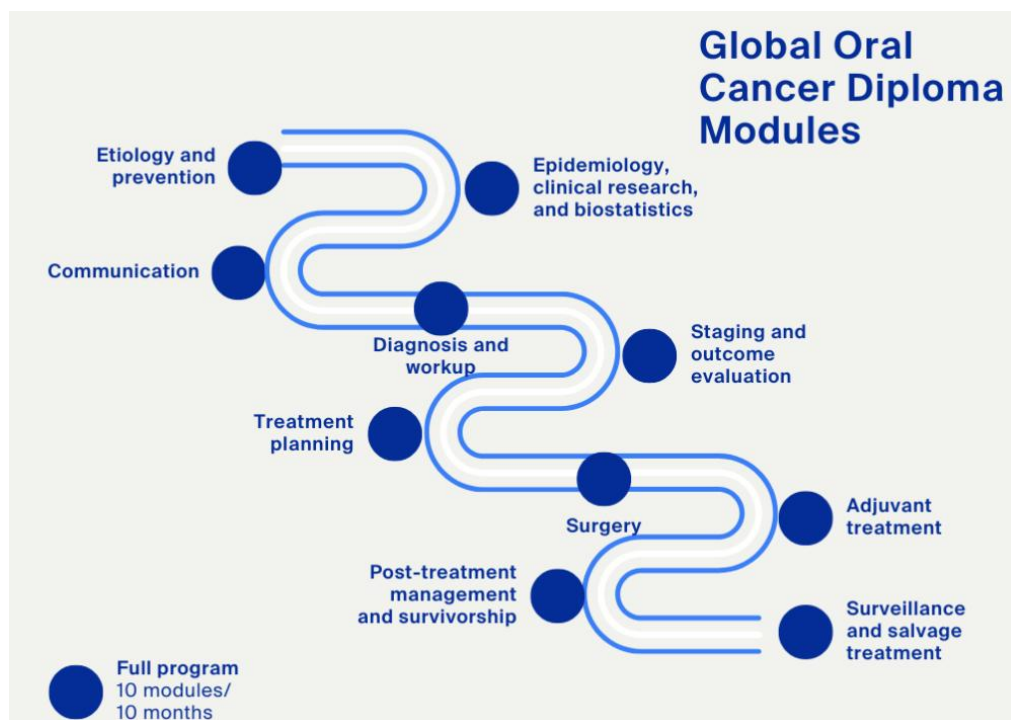 Global Oral
Cancer Diploma
Modules
Etiology and
prevention
Epidemiology,
clinical research,
and biostatistics
Communication
Diagnosis and
workup
Staging and
outcome
evaluation
Treatment
planning
Surgery
Adjuvant
treatment
Post-treatment
management
and survivorship
Surveillance
and salvage
treatment
Full program
10 modules/
10 months